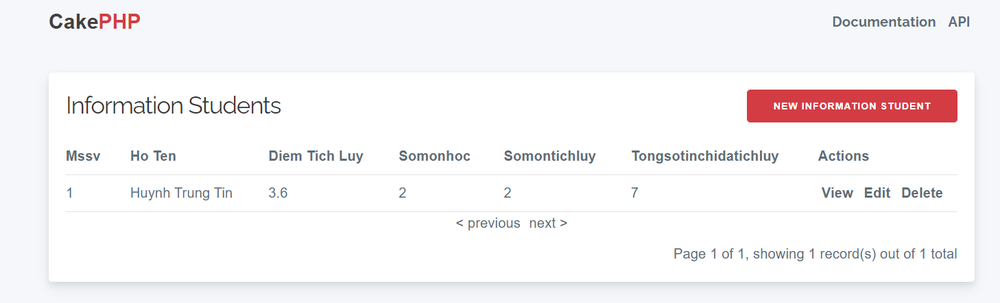 CakePHP Documentation API
Information Students NEW INFORMATION STUDENT
Mssv Ho Ten Diem Tich Luy Somonhoc Somontichluy Tongsotinchidatichluy Actions
1 Huynh Trung Tin 3.6 2 2 7 View Edit Delete
< previous next >
Page 1 of 1, showing 1 record(s) out of 1 total